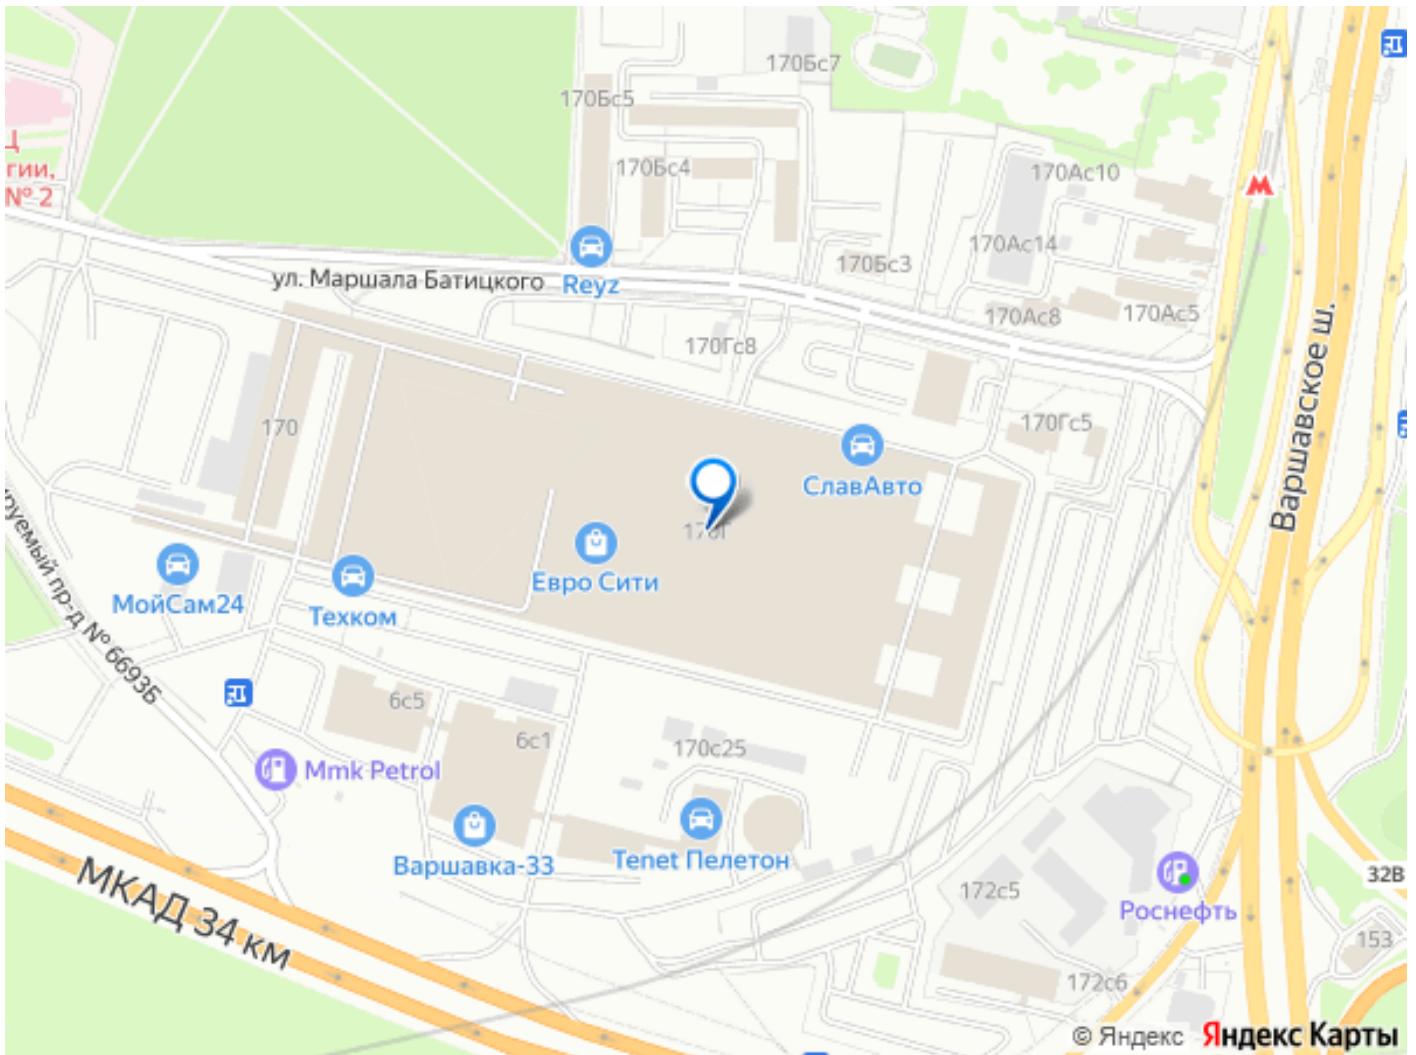 170Бс7
170Бс5
Ц
гии,
№ 2
170Бс4
170Ас10
170Ас14
170Бс3
ул. Маршала Батицкого
Reyz
170Ас8
170Ас5
170Гс8
Варшавское ш.
170
170Гс5
СлавАвто
170Г
Евро Сити
МойСам24
Техком
руемый пр-д № 6693Б
6с5
6с1
170с25
Mmk Petrol
Варшавка-33
Tenet Пелетон
МКАД 34 км
172с5
Роснефть
32В
153
172с6
© Яндекс Яндекс Карты